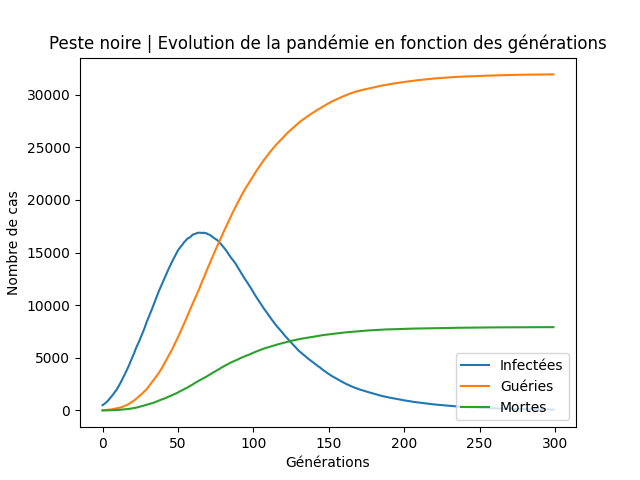 Peste noire | Evolution de la pandémie en fonction des générations
30000
25000
20000
15000
10000
5000
0
Nombre de cas
0 50 100 150 200 250 300
Générations
Infectées
Guéries
Mortes